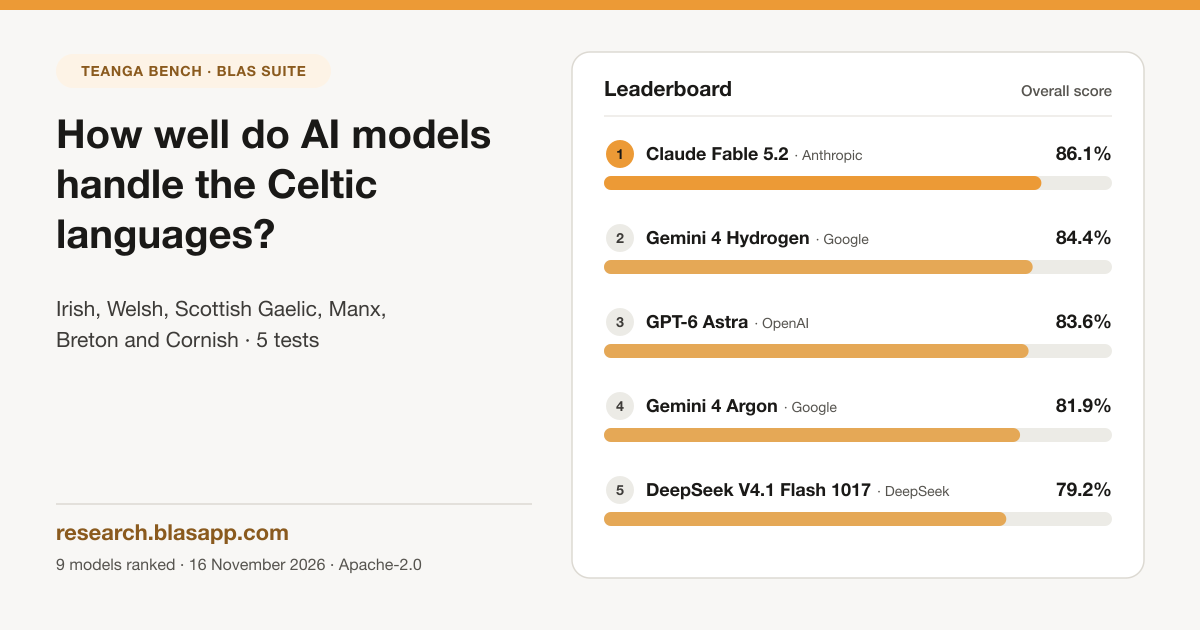 TEANGA BENCH · BLAS SUITE
How well do AI models
handle the Celtic
languages?
Irish, Welsh, Scottish Gaelic, Manx,
Breton and Cornish · 5 tests
research.blasapp.com
9 models ranked · 16 November 2026 · Apache-2.0
Leaderboard Overall score
1 Claude Fable 5.2 · Anthropic 86.1%
2 Gemini 4 Hydrogen · Google 84.4%
3 GPT-6 Astra · OpenAI 83.6%
4 Gemini 4 Argon · Google 81.9%
5 DeepSeek V4.1 Flash 1017 · DeepSeek 79.2%